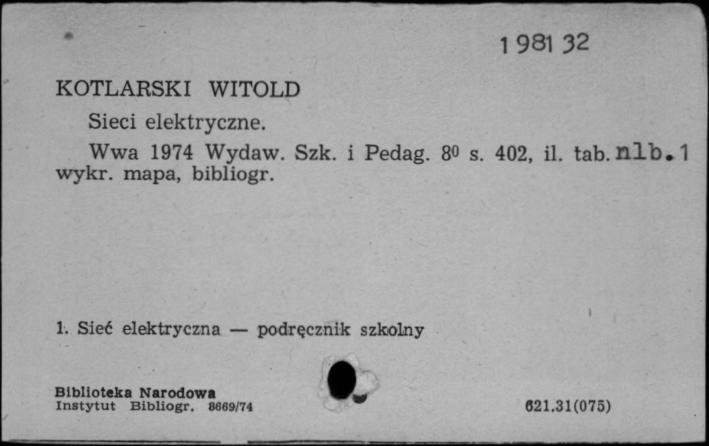 1 981 32
KOTLARSKI WITOLD
Sieci elektryczne.
Wwa 1974 Wydaw. Szk. i Pedag. 8⁰ s. 402, il. tab. nlb. 1
wykr. mapa, bibliogr.
1. Sieć elektryczna — podręcznik szkolny
Biblioteka Narodowa
Instytut Bibliogr. 8669/74
621.31(075)